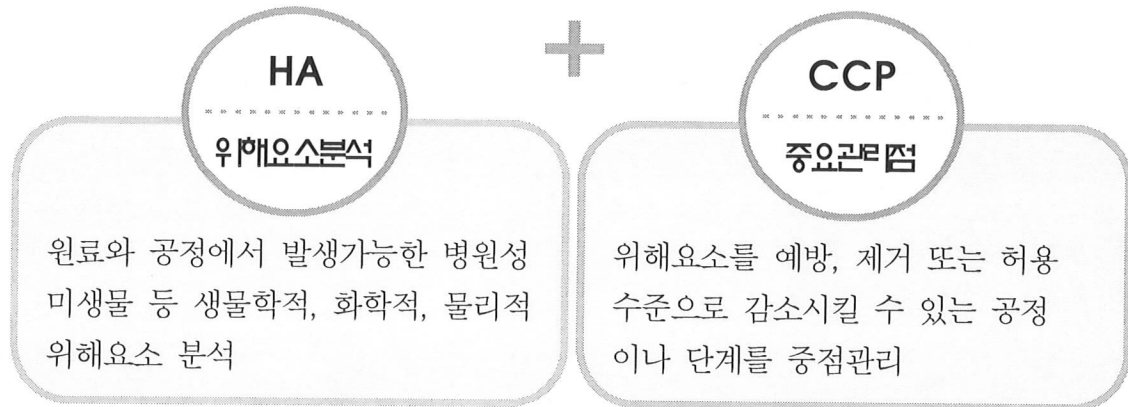 HA
위해요소분석
원료와 공정에서 발생가능한 병원성
미생물 등 생물학적, 화학적, 물리적
위해요소 분석
+
CCP
중요관리점
위해요소를 예방, 제거 또는 허용
수준으로 감소시킬 수 있는 공정
이나 단계를 중점관리